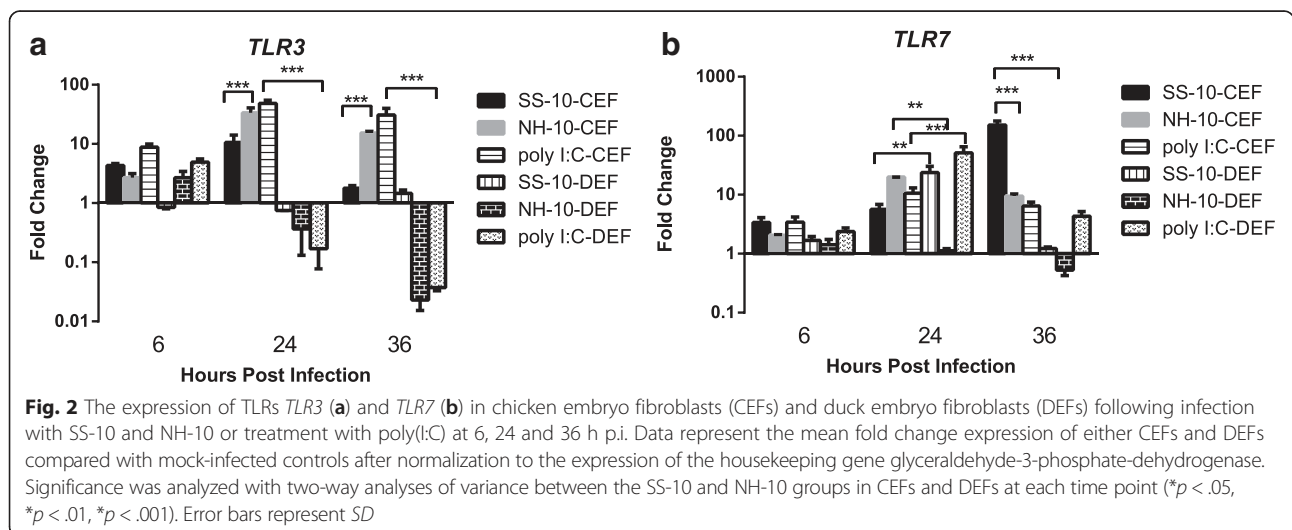 a
TLR3
Fold Change
100
10
1
0.1
0.01
***
***
***
***
6
24
36
Hours Post Infection
SS-10-CEF
NH-10-CEF
poly I:C-CEF
SS-10-DEF
NH-10-DEF
poly I:C-DEF
b
TLR7
Fold Change
1000
100
10
1
0.1
**
***
**
***
***
6
24
36
Hours Post Infection
SS-10-CEF
NH-10-CEF
poly I:C-CEF
SS-10-DEF
NH-10-DEF
poly I:C-DEF
Fig. 2 The expression of TLRs TLR3 (a) and TLR7 (b) in chicken embryo fibroblasts (CEFs) and duck embryo fibroblasts (DEFs) following infection
with SS-10 and NH-10 or treatment with poly(I:C) at 6, 24 and 36 h p.i. Data represent the mean fold change expression of either CEFs and DEFs
compared with mock-infected controls after normalization to the expression of the housekeeping gene glyceraldehyde-3-phosphate-dehydrogenase.
Significance was analyzed with two-way analyses of variance between the SS-10 and NH-10 groups in CEFs and DEFs at each time point (*p < .05,
*p < .01, *p < .001). Error bars represent SD